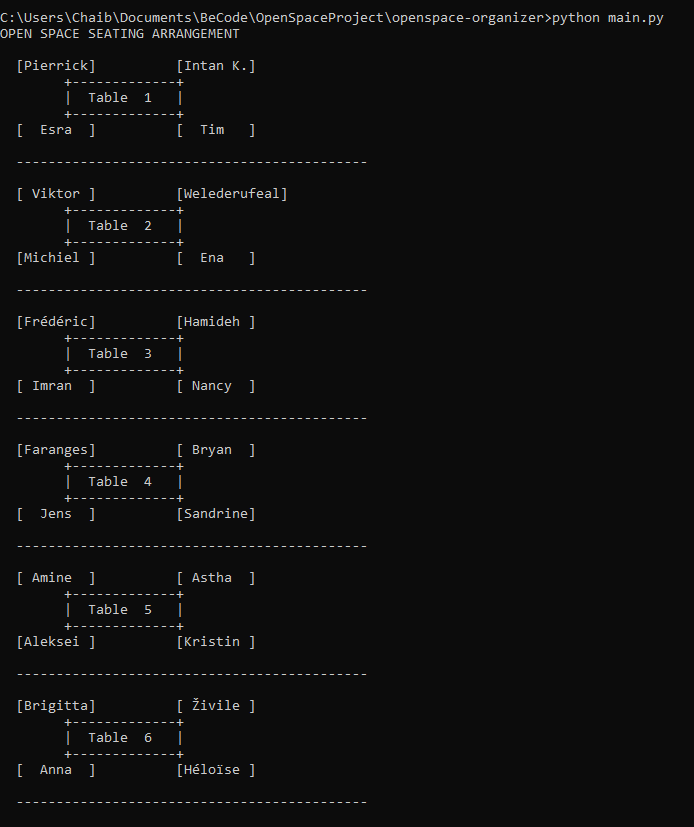 C:\Users\Chaib\Documents\BeCode\OpenSpaceProject\openspace-organizer>python main.py
OPEN SPACE SEATING ARRANGEMENT

  [Pierrick]          [Intan K.]
        +-------------+
        |  Table  1   |
        +-------------+
  [  Esra  ]          [  Tim   ]

  --------------------------------------------

  [ Viktor ]          [Welederufeal]
        +-------------+
        |  Table  2   |
        +-------------+
  [Michiel ]          [  Ena   ]

  --------------------------------------------

  [Frédéric]          [Hamideh ]
        +-------------+
        |  Table  3   |
        +-------------+
  [ Imran  ]          [ Nancy  ]

  --------------------------------------------

  [Faranges]          [ Bryan  ]
        +-------------+
        |  Table  4   |
        +-------------+
  [  Jens  ]          [Sandrine]

  --------------------------------------------

  [ Amine  ]          [ Astha  ]
        +-------------+
        |  Table  5   |
        +-------------+
  [Aleksei ]          [Kristin ]

  --------------------------------------------

  [Brigitta]          [ Živile ]
        +-------------+
        |  Table  6   |
        +-------------+
  [  Anna  ]          [Héloïse ]

  --------------------------------------------